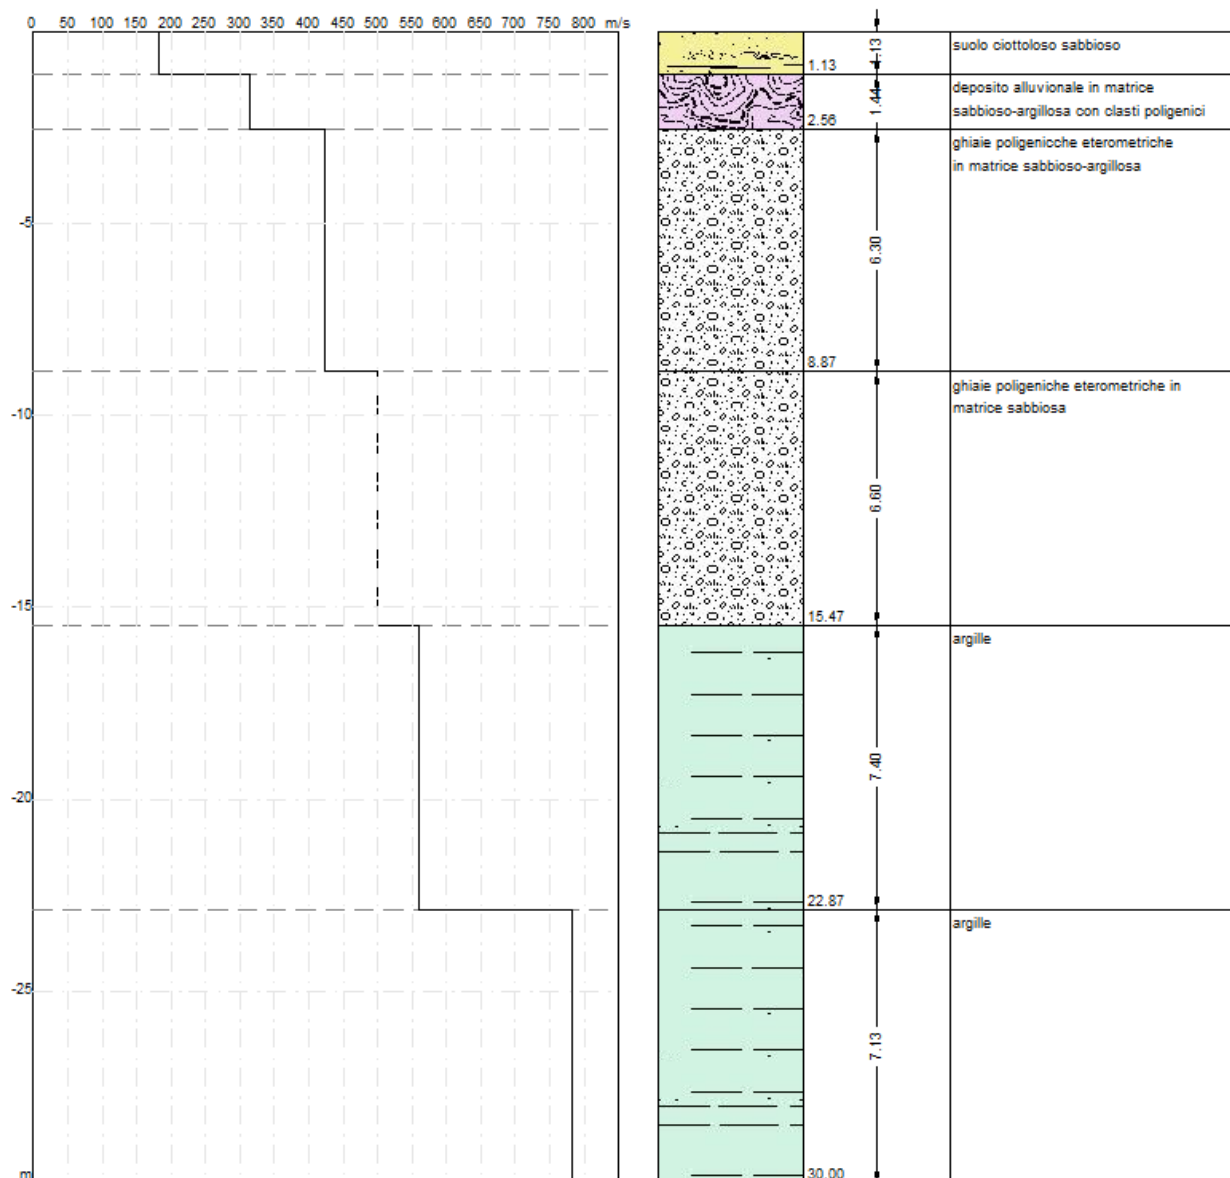 0 50 100 150 200 250 300 350 400 450 500 550 600 650 700 750 800 m/s
-5
-10
-15
-20
-25
m
1.13
1.13
suolo ciottoloso sabbioso
2.56
1.44
deposito alluvionale in matrice
sabbioso-argillosa con clasti poligenici
8.87
6.30
ghiaie poligenicche eterometriche
in matrice sabbioso-argillosa
15.47
6.60
ghiaie poligeniche eterometriche in
matrice sabbiosa
22.87
7.40
argille
30.00
7.13
argille